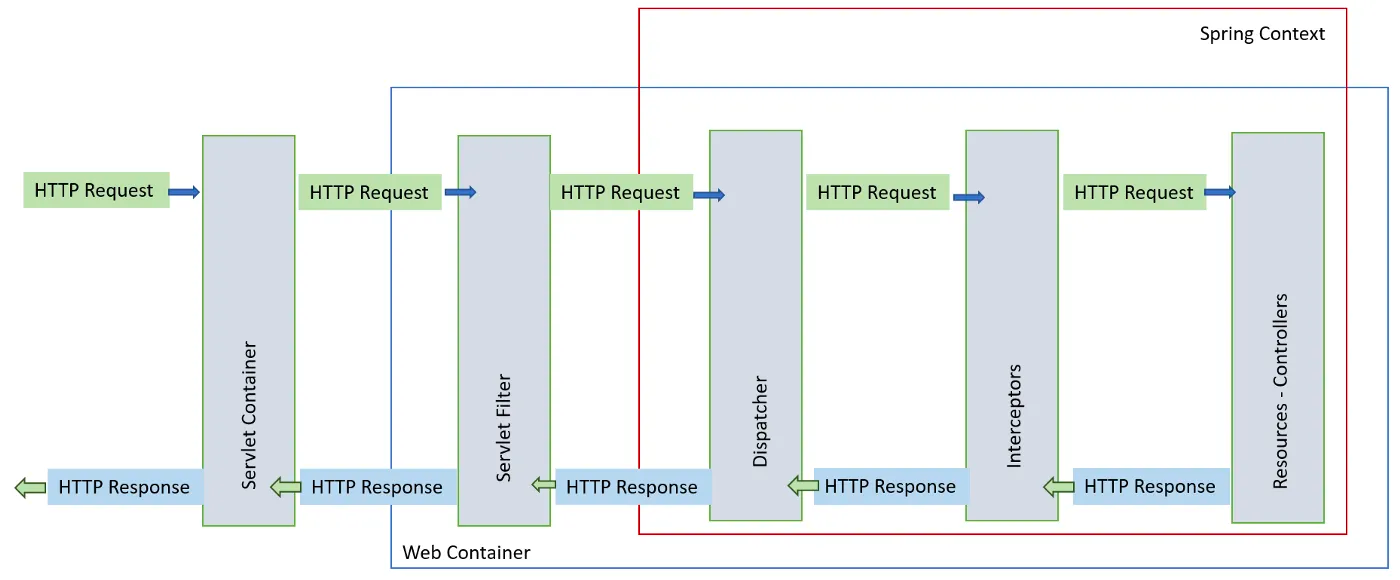 Spring Context
HTTP Request
HTTP Request
HTTP Request
HTTP Request
HTTP Request
Servlet Container
Servlet Filter
Dispatcher
Interceptors
Resources - Controllers
HTTP Response
HTTP Response
HTTP Response
HTTP Response
HTTP Response
Web Container